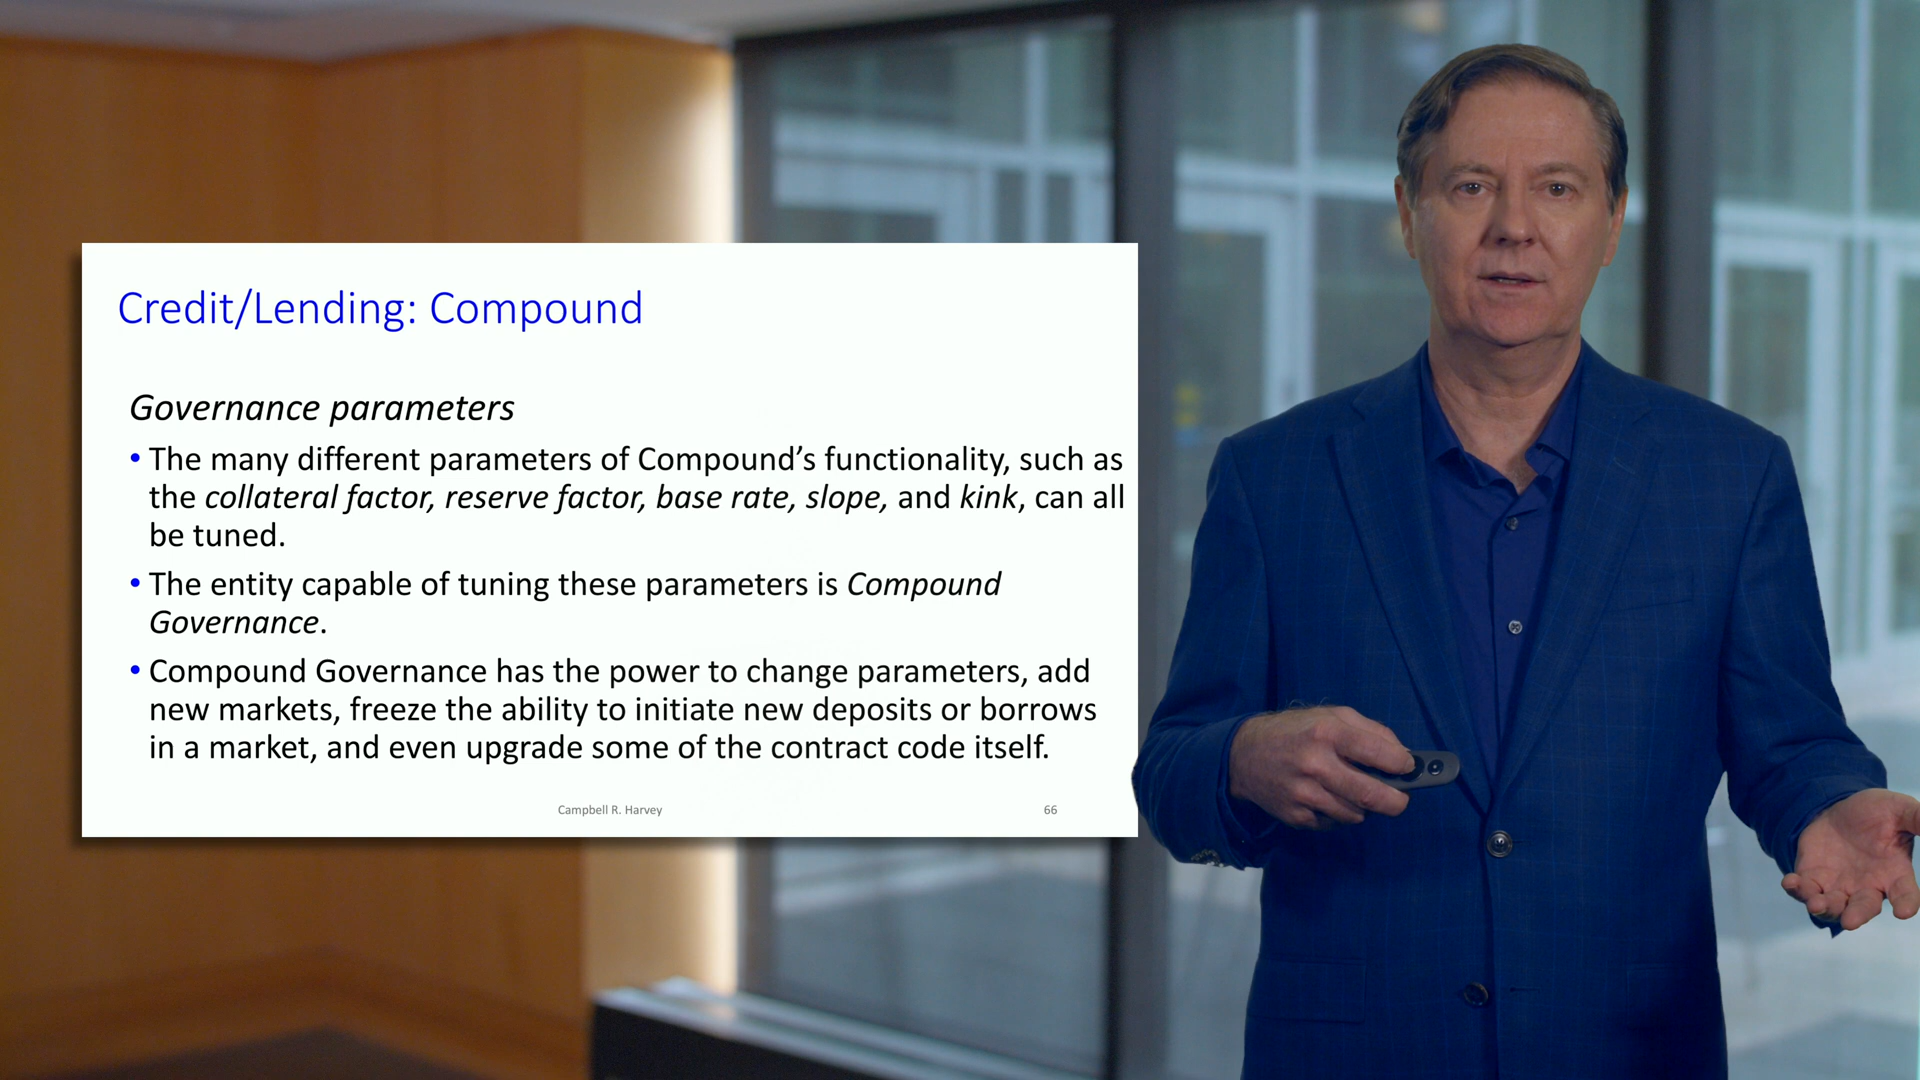 Credit/Lending: Compound
Governance parameters
• The many different parameters of Compound’s functionality, such as
the collateral factor, reserve factor, base rate, slope, and kink, can all
be tuned.
• The entity capable of tuning these parameters is Compound
Governance.
• Compound Governance has the power to change parameters, add
new markets, freeze the ability to initiate new deposits or borrows
in a market, and even upgrade some of the contract code itself.
Campbell R. Harvey 66